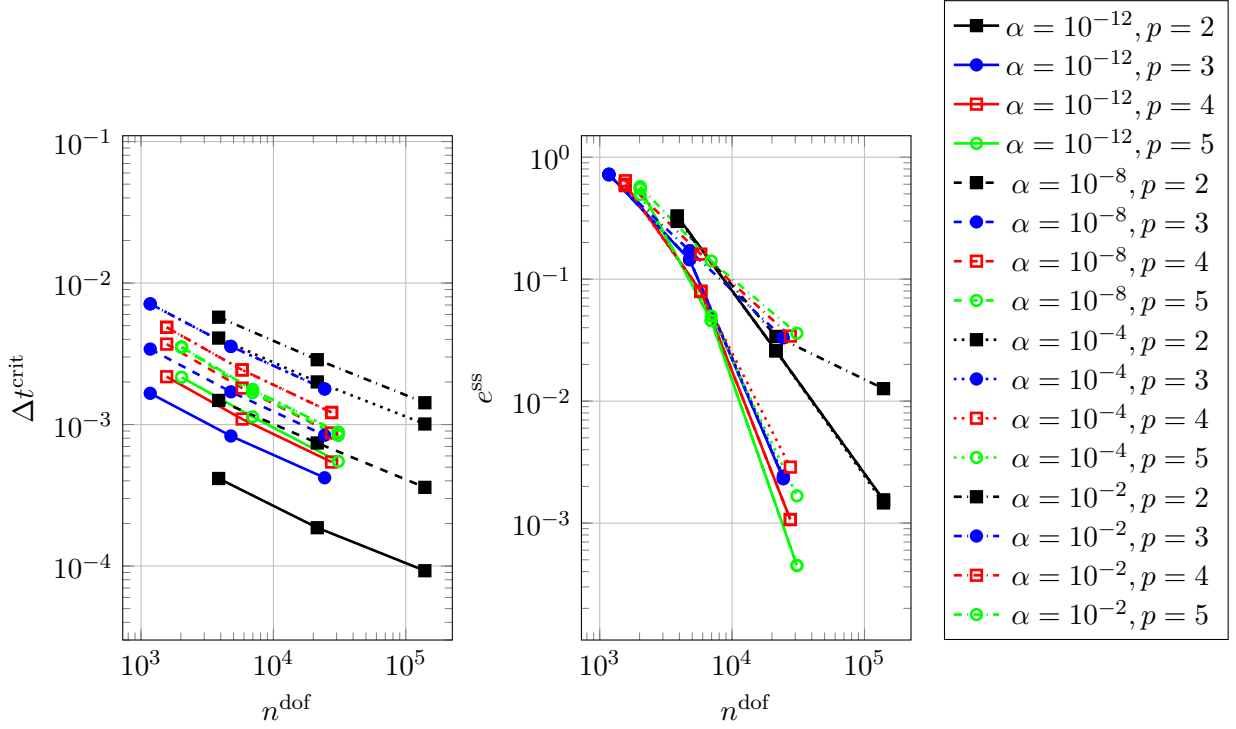 10^{-1}
10^{-2}
10^{-3}
10^{-4}
Δt^{crit}
10^3 10^4 10^5
n^{dof}
10^0
10^{-1}
10^{-2}
10^{-3}
e^{ss}
10^3 10^4 10^5
n^{dof}
α = 10^{-12}, p = 2
α = 10^{-12}, p = 3
α = 10^{-12}, p = 4
α = 10^{-12}, p = 5
α = 10^{-8}, p = 2
α = 10^{-8}, p = 3
α = 10^{-8}, p = 4
α = 10^{-8}, p = 5
α = 10^{-4}, p = 2
α = 10^{-4}, p = 3
α = 10^{-4}, p = 4
α = 10^{-4}, p = 5
α = 10^{-2}, p = 2
α = 10^{-2}, p = 3
α = 10^{-2}, p = 4
α = 10^{-2}, p = 5